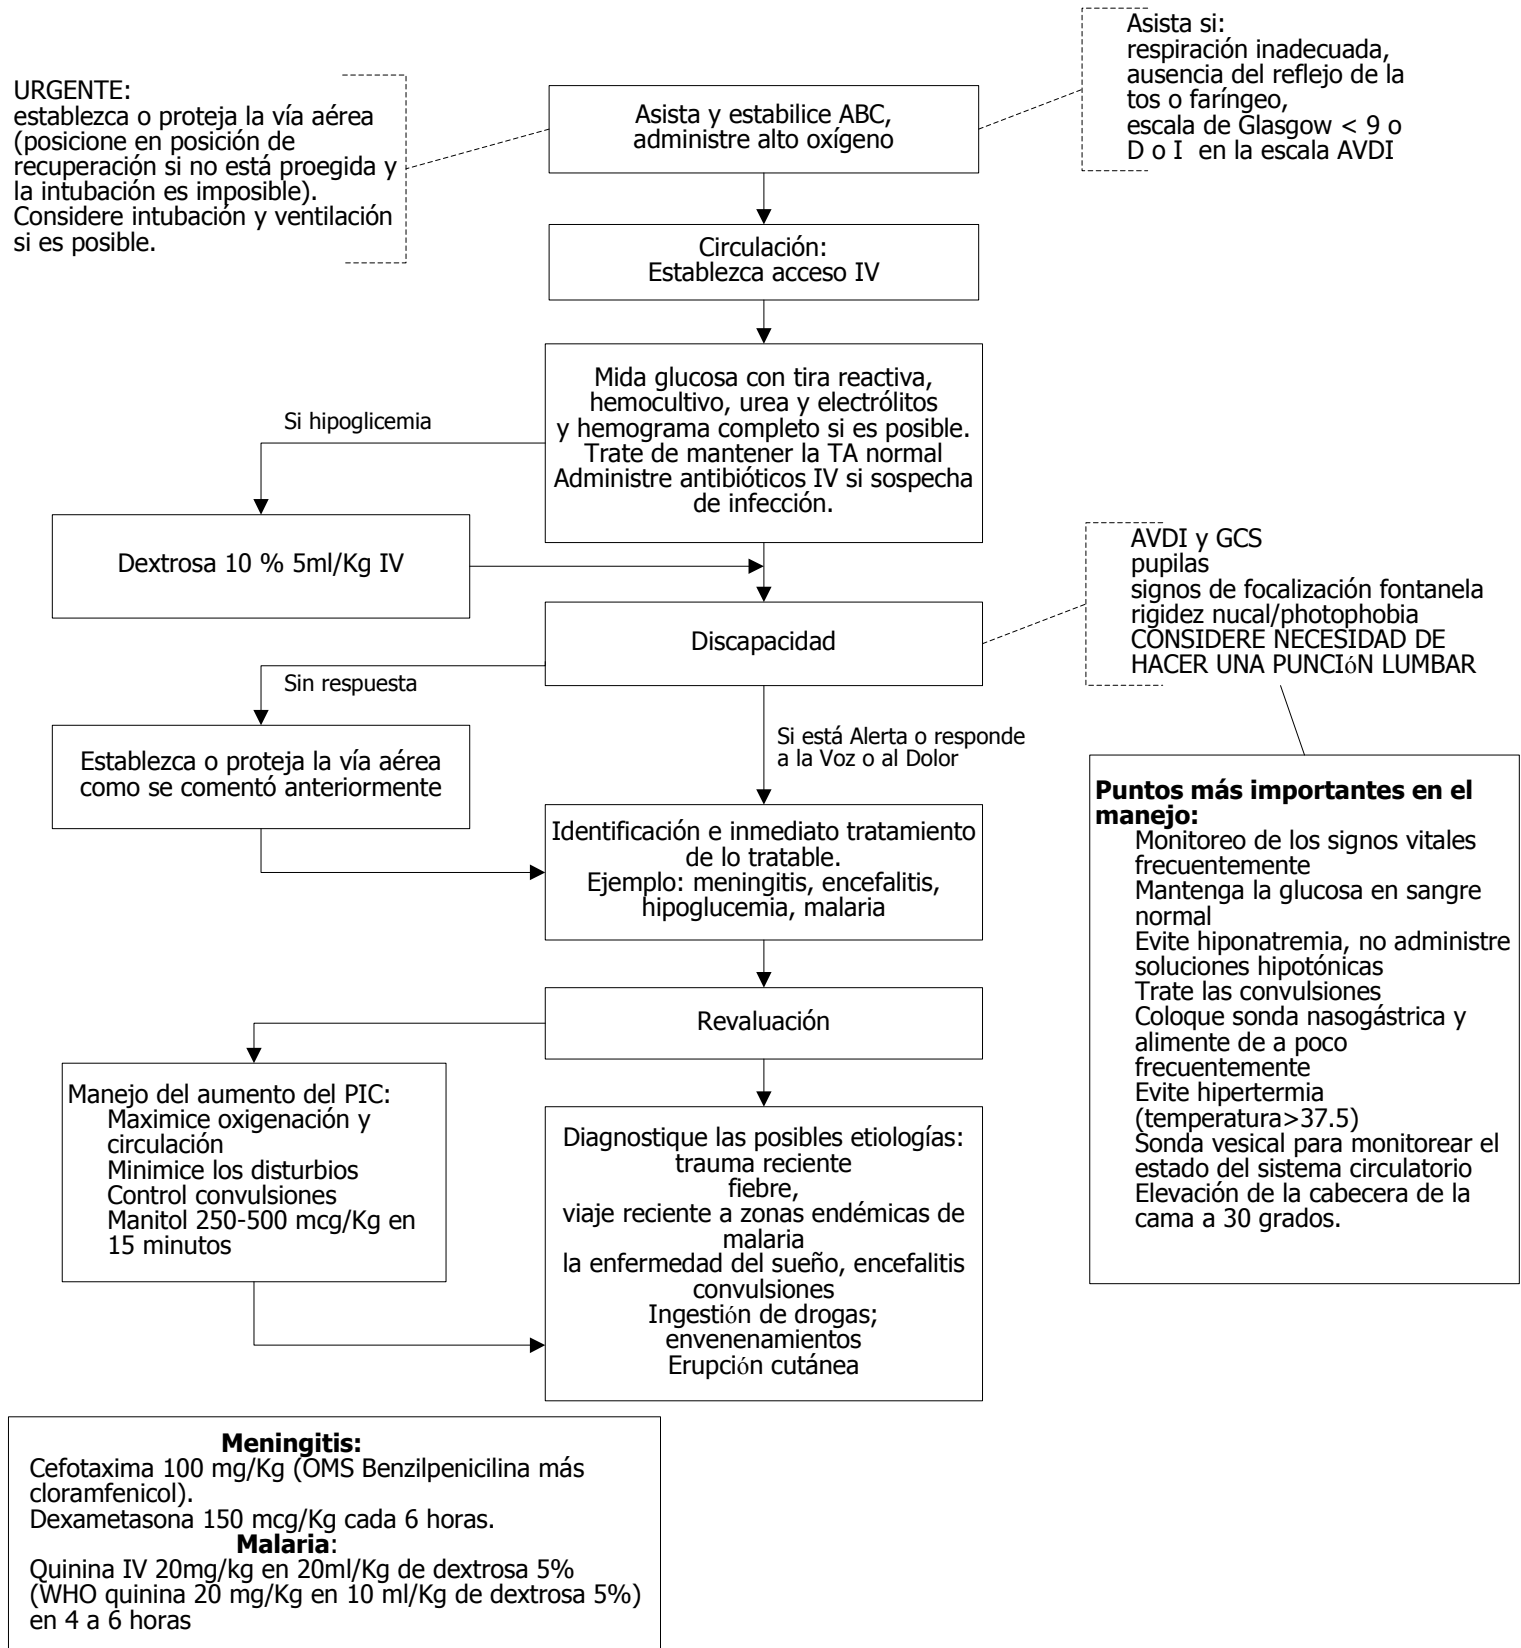 Asista si:
respiración inadecuada,
ausencia del reflejo de la
tos o faríngeo,
escala de Glasgow < 9 o
D o I en la escala AVDI
URGENTE:
establezca o proteja la vía aérea
(posicione en posición de
recuperación si no está proegida y
la intubación es imposible).
Considere intubación y ventilación
si es posible.
Asista y estabilice ABC,
administre alto oxígeno
Circulación:
Establezca acceso IV
Mida glucosa con tira reactiva,
hemocultivo, urea y electrólitos
y hemograma completo si es posible.
Trate de mantener la TA normal
Administre antibióticos IV si sospecha
de infección.
Si hipoglicemia
Dextrosa 10 % 5ml/Kg IV
Discapacidad
AVDI y GCS
pupilas
signos de focalización fontanela
rigidez nucal/photophobia
CONSIDERE NECESIDAD DE
HACER UNA PUNCIóN LUMBAR
Sin respuesta
Establezca o proteja la vía aérea
como se comentó anteriormente
Si está Alerta o responde
a la Voz o al Dolor
Identificación e inmediato tratamiento
de lo tratable.
Ejemplo: meningitis, encefalitis,
hipoglucemia, malaria
Puntos más importantes en el
manejo:
Monitoreo de los signos vitales
frecuentemente
Mantenga la glucosa en sangre
normal
Evite hiponatremia, no administre
soluciones hipotónicas
Trate las convulsiones
Coloque sonda nasogástrica y
alimente de a poco
frecuentemente
Evite hipertermia
(temperatura>37.5)
Sonda vesical para monitorear el
estado del sistema circulatorio
Elevación de la cabecera de la
cama a 30 grados.
Revaluación
Manejo del aumento del PIC:
Maximice oxigenación y
circulación
Minimice los disturbios
Control convulsiones
Manitol 250-500 mcg/Kg en
15 minutos
Diagnostique las posibles etiologías:
trauma reciente
fiebre,
viaje reciente a zonas endémicas de
malaria
la enfermedad del sueño, encefalitis
convulsiones
Ingestión de drogas;
envenenamientos
Erupción cutánea
Meningitis:
Cefotaxima 100 mg/Kg (OMS Benzilpenicilina más
cloramfenicol).
Dexametasona 150 mcg/Kg cada 6 horas.
Malaria:
Quinina IV 20mg/kg en 20ml/Kg de dextrosa 5%
(WHO quinina 20 mg/Kg en 10 ml/Kg de dextrosa 5%)
en 4 a 6 horas